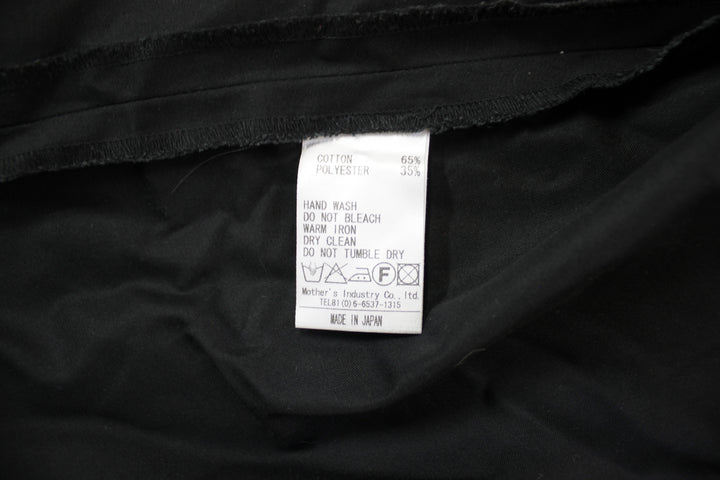 COTTON 65%
POLYESTER 35%
HAND WASH
DO NOT BLEACH
WARM IRON
DRY CLEAN
DO NOT TUMBLE DRY
F
Mother's Industry Co., ltd.
TEL81(0)6-6537-1315
MADE IN JAPAN